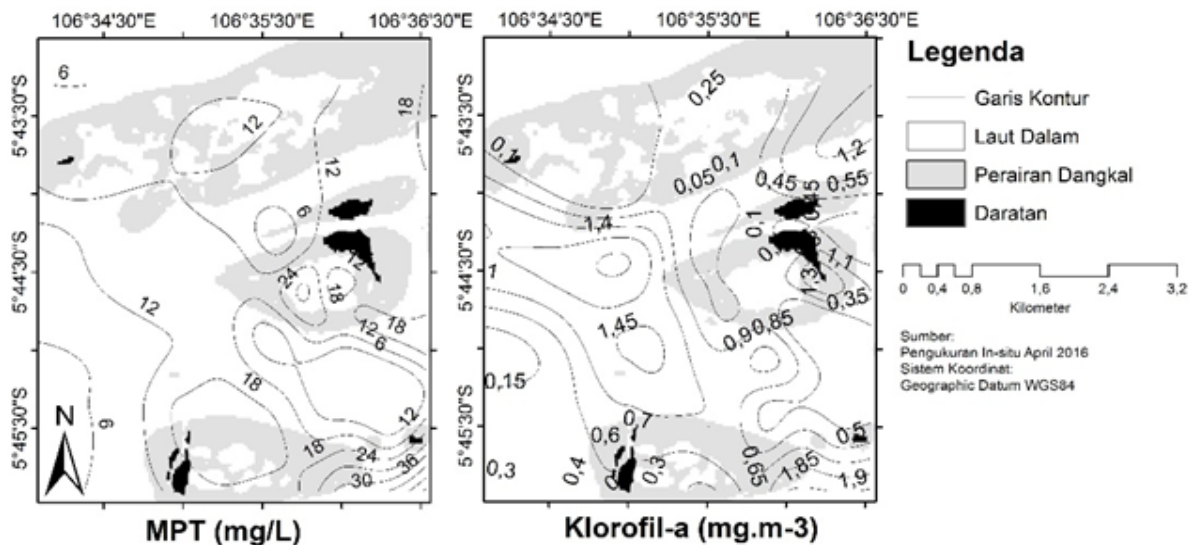 106°34'30"E 106°35'30"E 106°36'30"E
106°34'30"E 106°35'30"E 106°36'30"E
5°43'30"S
5°44'30"S
5°45'30"S
6
12
18
12
6
24
18
12
12
18
12
6
18
6
12
18
24
36
30
N
MPT (mg/L)
5°43'30"S
5°44'30"S
5°45'30"S
0,25
0,1
1,2
0,1
0,05
0,45
0,55
0,45
0,1
1,4
1
1,1
1,3
0,35
1,45
0,85
0,9
0,15
0,7
0,6
0,5
0,3
0,4
0,3
0,65
1,85
1,9
Klorofil-a (mg.m-3)
Legenda
Garis Kontur
Laut Dalam
Perairan Dangkal
Daratan
0 0,4 0,8 1,6 2,4 3,2
Kilometer
Sumber:
Pengukuran In-situ April 2016
Sistem Koordinat:
Geographic Datum WGS84